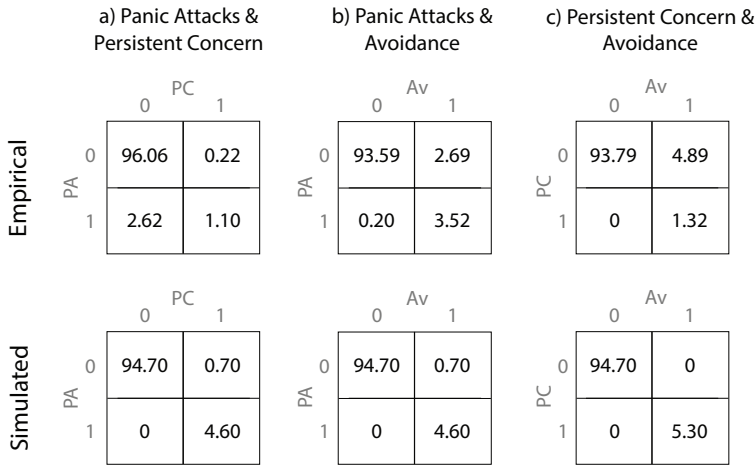 a) Panic Attacks & Persistent Concern
b) Panic Attacks & Avoidance
c) Persistent Concern & Avoidance
Empirical
PC
0 1
PA
0 96.06 0.22
1 2.62 1.10
Av
0 1
PA
0 93.59 2.69
1 0.20 3.52
Av
0 1
PC
0 93.79 4.89
1 0 1.32
Simulated
PC
0 1
PA
0 94.70 0.70
1 0 4.60
Av
0 1
PA
0 94.70 0.70
1 0 4.60
Av
0 1
PC
0 94.70 0
1 0 5.30